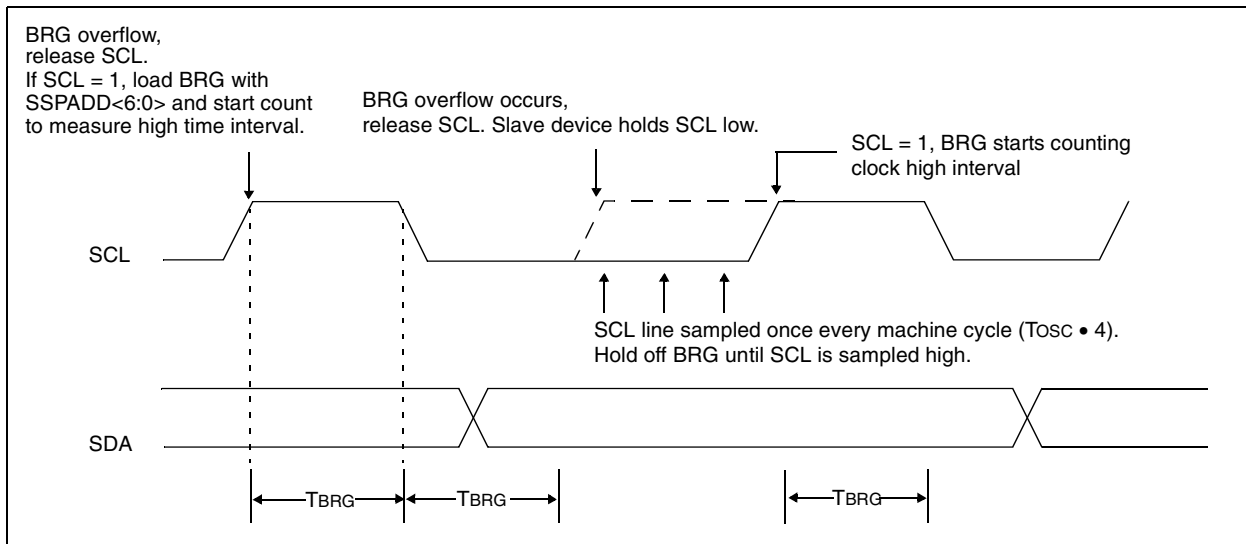 BRG overflow,
release SCL.
If SCL = 1, load BRG with
SSPADD<6:0> and start count
to measure high time interval.
BRG overflow occurs,
release SCL. Slave device holds SCL low.
SCL = 1, BRG starts counting
clock high interval
SCL
SCL line sampled once every machine cycle (TOSC • 4).
Hold off BRG until SCL is sampled high.
SDA
TBRG
TBRG
TBRG